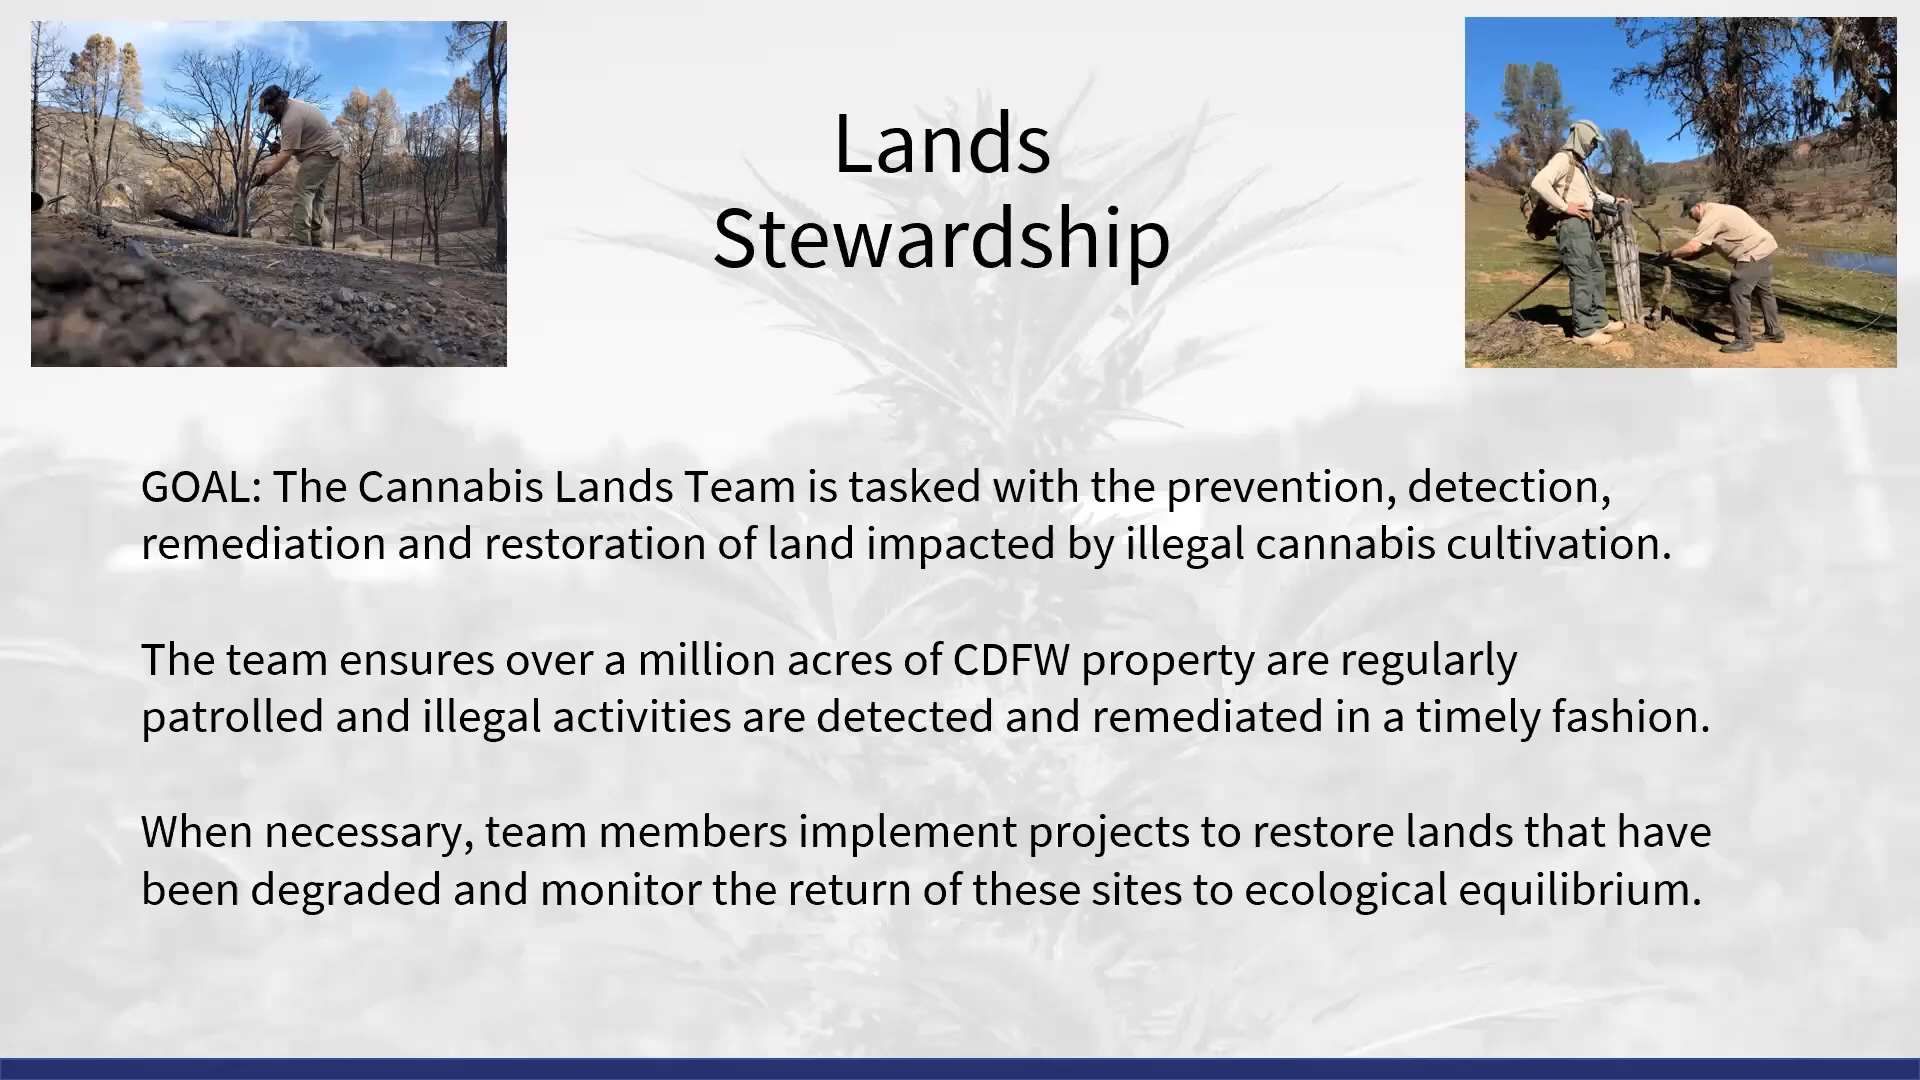 Lands
Stewardship
GOAL: The Cannabis Lands Team is tasked with the prevention, detection,
remediation and restoration of land impacted by illegal cannabis cultivation.
The team ensures over a million acres of CDFW property are regularly
patrolled and illegal activities are detected and remediated in a timely fashion.
When necessary, team members implement projects to restore lands that have
been degraded and monitor the return of these sites to ecological equilibrium.